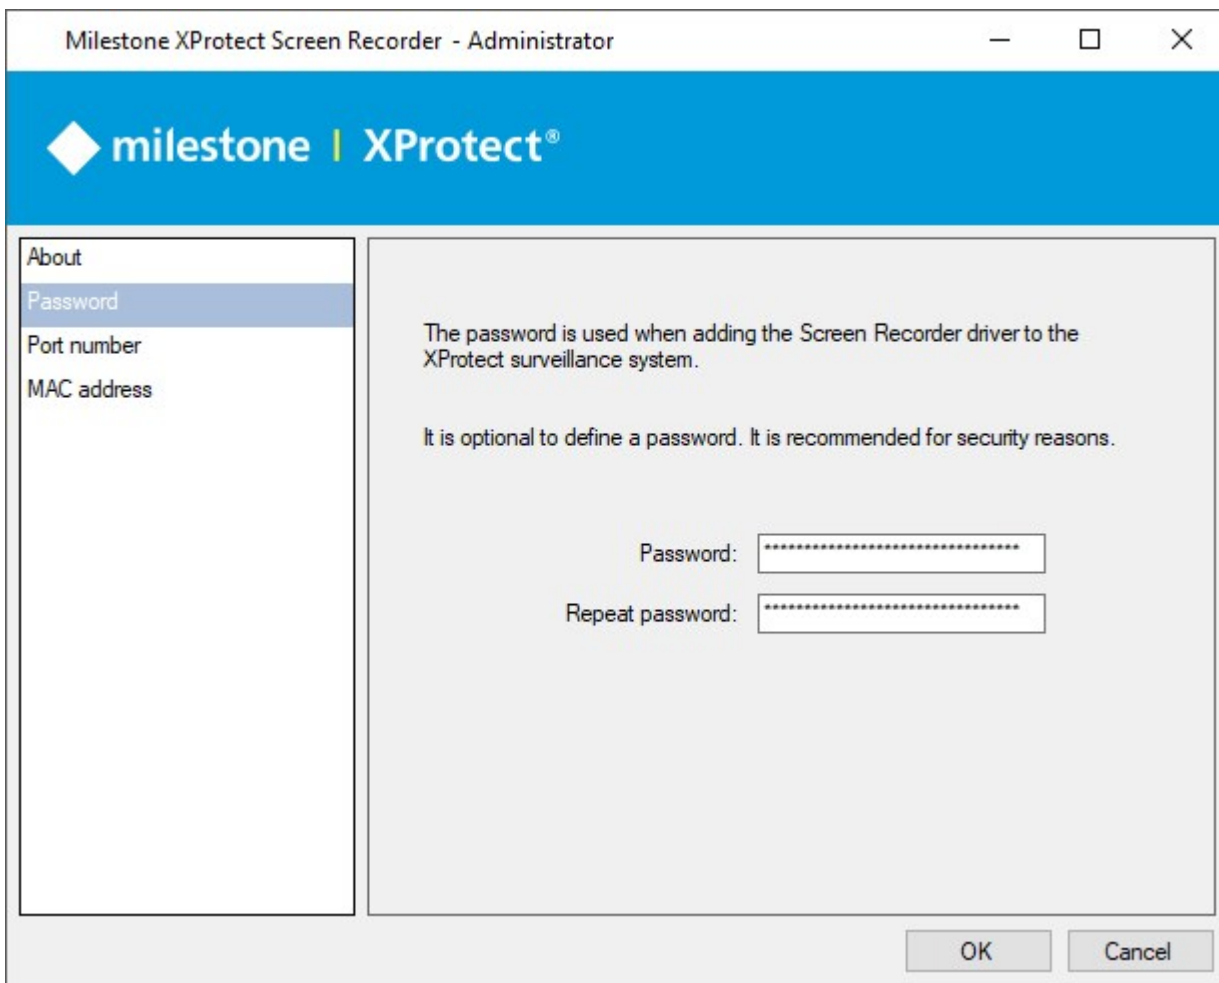 Milestone XProtect Screen Recorder - Administrator
milestone | XProtect®
About
Password
Port number
MAC address
The password is used when adding the Screen Recorder driver to the
XProtect surveillance system.
It is optional to define a password. It is recommended for security reasons.
Password: ********************************
Repeat password: ********************************
OK
Cancel